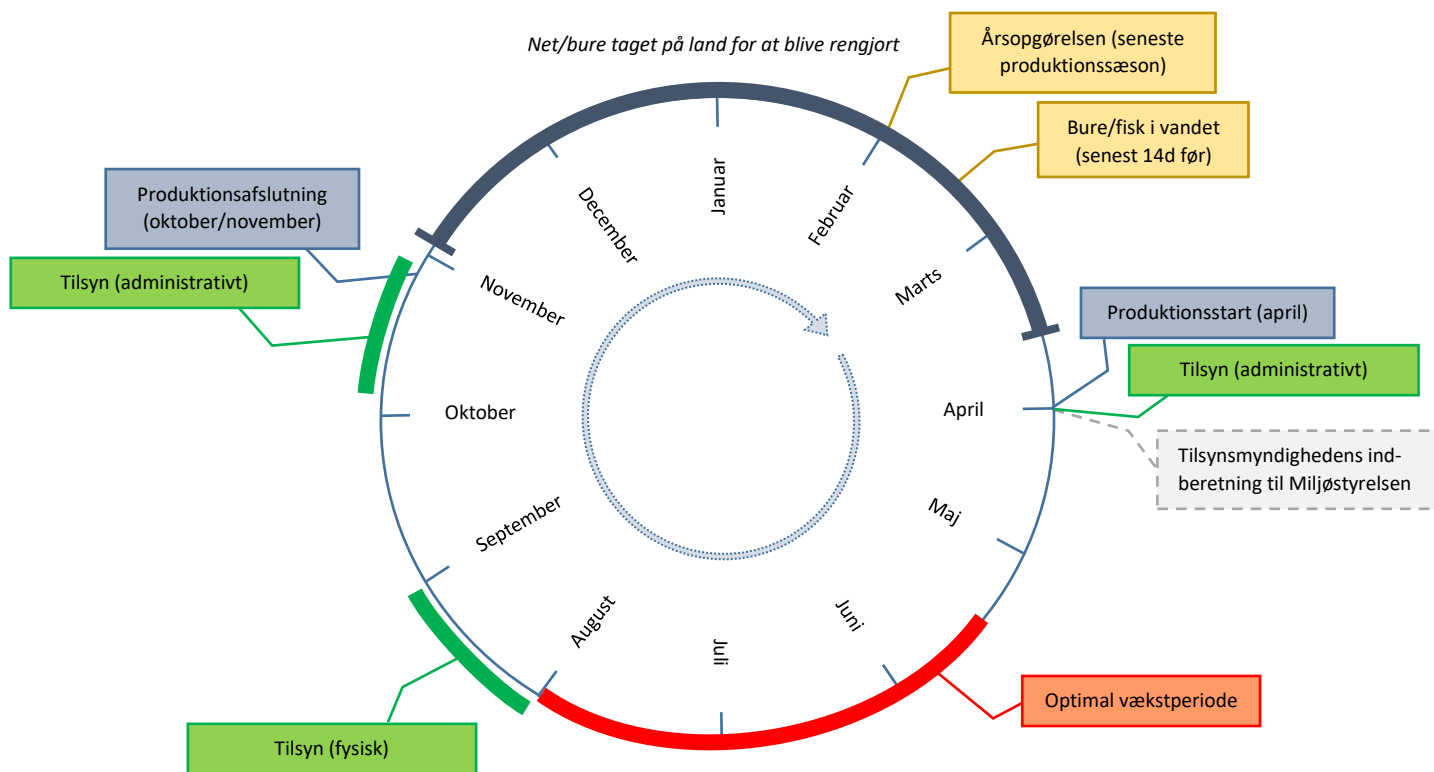 Net/bure taget på land for at blive rengjort
Årsopgørelsen (seneste
produktionssæson)
Bure/fisk i vandet
(senest 14d før)
Produktionsafslutning
(oktober/november)
Tilsyn (administrativt)
Januar
Februar
Marts
April
Maj
Juni
Juli
August
September
Oktober
November
December
Produktionsstart (april)
Tilsyn (administrativt)
Tilsynsmyndighedens ind-
beretning til Miljøstyrelsen
Optimal vækstperiode
Tilsyn (fysisk)